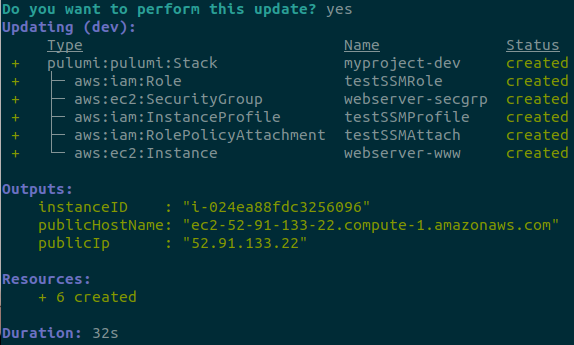 Do you want to perform this update? yes
Updating (dev):
Type Name Status
+ pulumi:pulumi:Stack myproject-dev created
+ ├─ aws:iam:Role testSSMRole created
+ ├─ aws:ec2:SecurityGroup webserver-secgrp created
+ ├─ aws:iam:InstanceProfile testSSMProfile created
+ ├─ aws:iam:RolePolicyAttachment testSSMAttach created
+ └─ aws:ec2:Instance webserver-www created
Outputs:
instanceID : "i-024ea88fdc3256096"
publicHostName: "ec2-52-91-133-22.compute-1.amazonaws.com"
publicIp : "52.91.133.22"
Resources:
+ 6 created
Duration: 32s